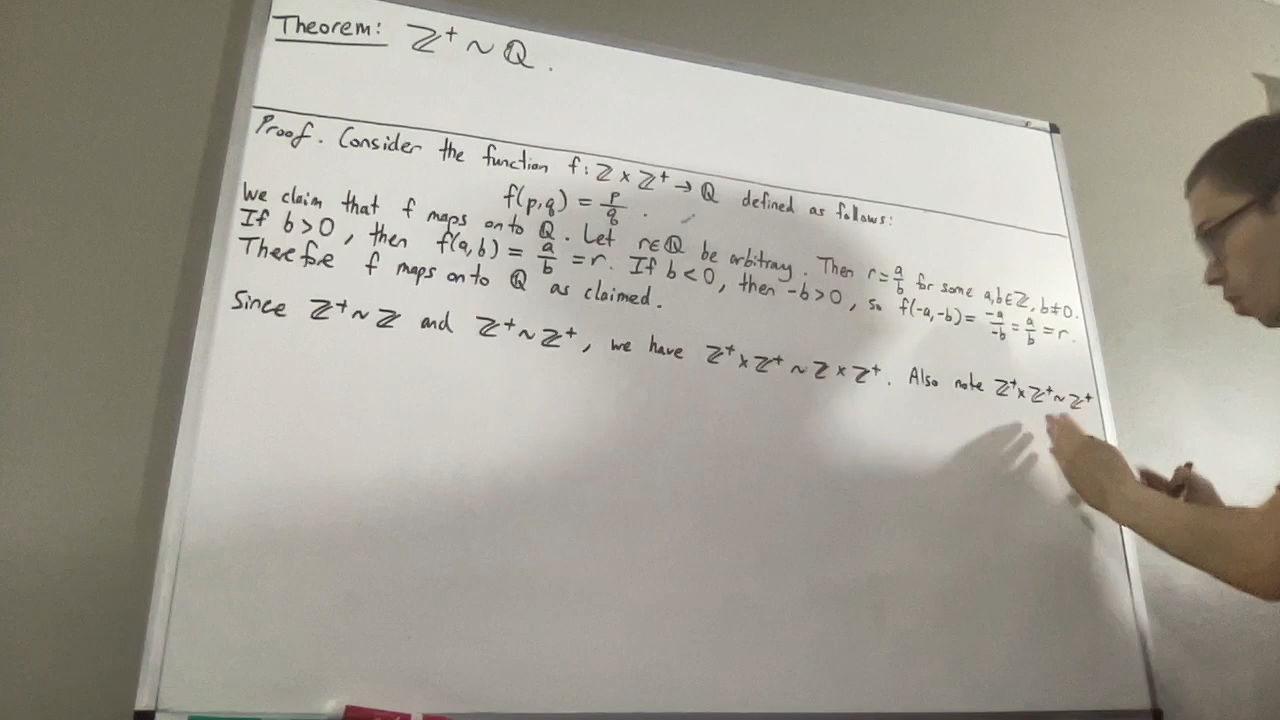 Theorem: ℤ⁺ ~ ℚ.
Proof. Consider the function f: ℤ × ℤ⁺ → ℚ defined as follows:
f(p,q) = p/q.
We claim that f maps onto ℚ. Let r∈ℚ be arbitrary. Then r = a/b for some a,b∈ℤ, b≠0.
If b>0, then f(a,b) = a/b = r. If b<0, then -b>0, so f(-a,-b) = -a/-b = a/b = r.
Therefore f maps onto ℚ as claimed.
Since ℤ⁺~ℤ and ℤ⁺~ℤ⁺, we have ℤ⁺×ℤ⁺ ~ ℤ×ℤ⁺. Also note ℤ⁺×ℤ⁺~ℤ⁺